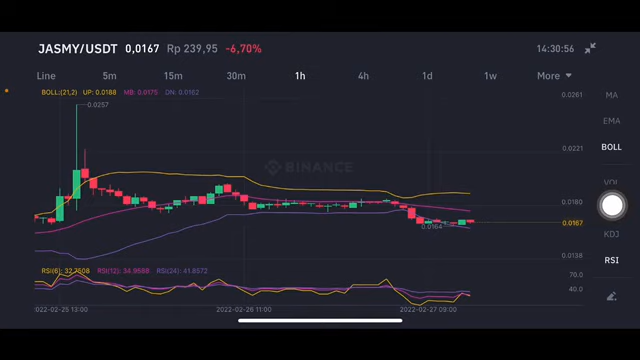 JASMY/USDT 0,0167 Rp 239,95 -6,70% 14:30:56
Line 5m 15m 30m 1h 4h 1d 1w More
BOLL:(21,2) UP: 0.0188 MB: 0.0175 DN: 0.0162
0.0261
MA
0.0257
EMA
0.0221
BOLL
BINANCE
VOL
0.0180
0.0167
0.0164
KDJ
0.0138
RSI
RSI(6): 32.7508 RSI(12): 34.9568 RSI(24): 41.8572
70.0
40.0
2022-02-25 13:00 2022-02-26 11:00 2022-02-27 09:00